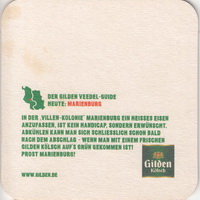 DER GILDEN VEEDEL-GUIDE
HEUTE: MARIENBURG
IN DER „VILLEN-KOLONIE" MARIENBURG EIN HEISSES EISEN
ANZUFASSEN, IST KEIN HANDICAP, SONDERN ERWÜNSCHT.
ABKÜHLEN KANN MAN SICH SCHLIESSLICH SCHON BALD
NACH DEM ABSCHLAG - WENN MAN MIT EINEM FRISCHEN
GILDEN KÖLSCH AUF'S GRÜN GEKOMMEN IST!
PROST MARIENBURG!
WWW.GILDEN.DE
Gilden
Kölsch